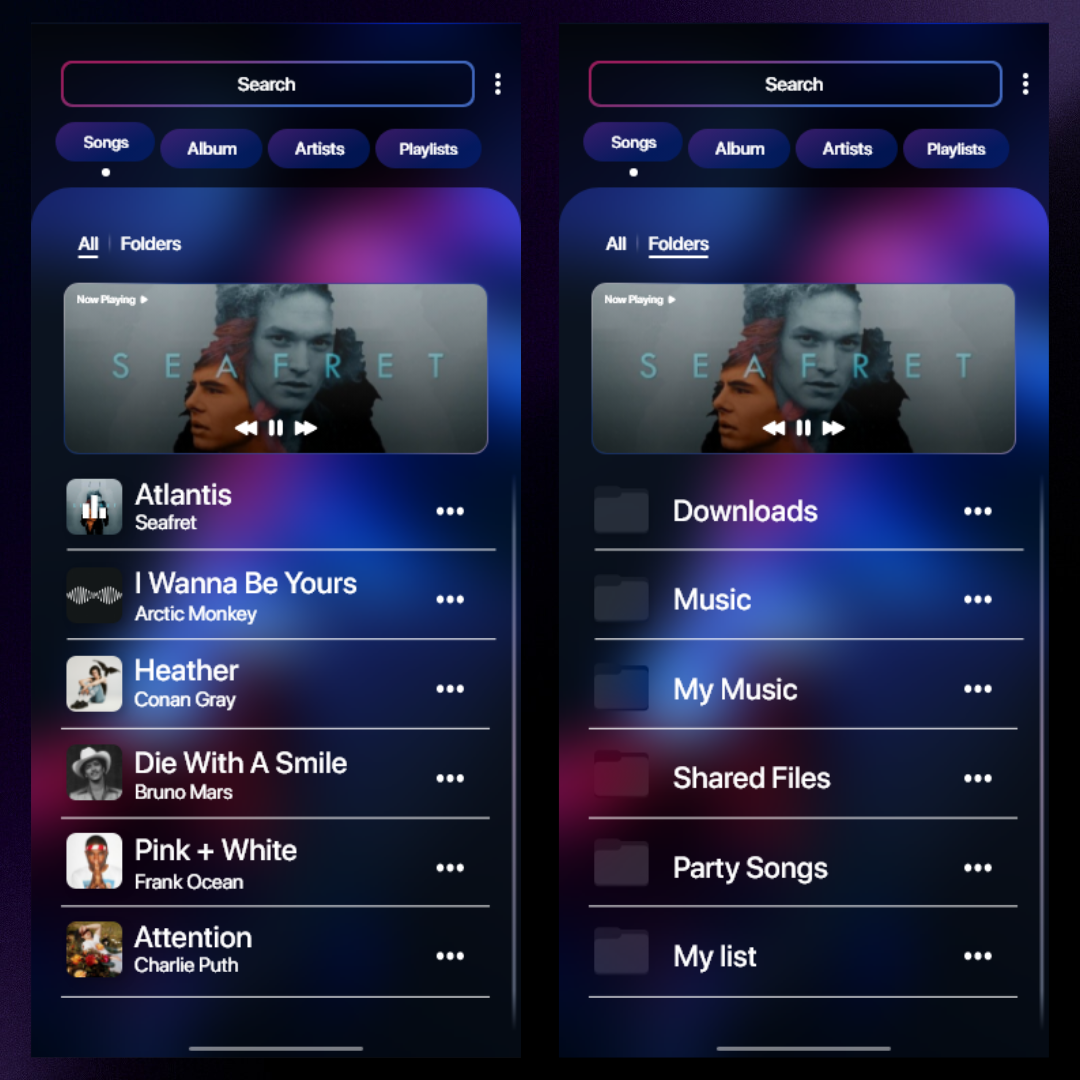 Search
Songs
Album
Artists
Playlists
All
Folders
Now Playing
SEAFRET
Atlantis
Seafret
I Wanna Be Yours
Arctic Monkey
Heather
Conan Gray
Die With A Smile
Bruno Mars
Pink + White
Frank Ocean
Attention
Charlie Puth
Search
Songs
Album
Artists
Playlists
All
Folders
Now Playing
SEAFRET
Downloads
Music
My Music
Shared Files
Party Songs
My list